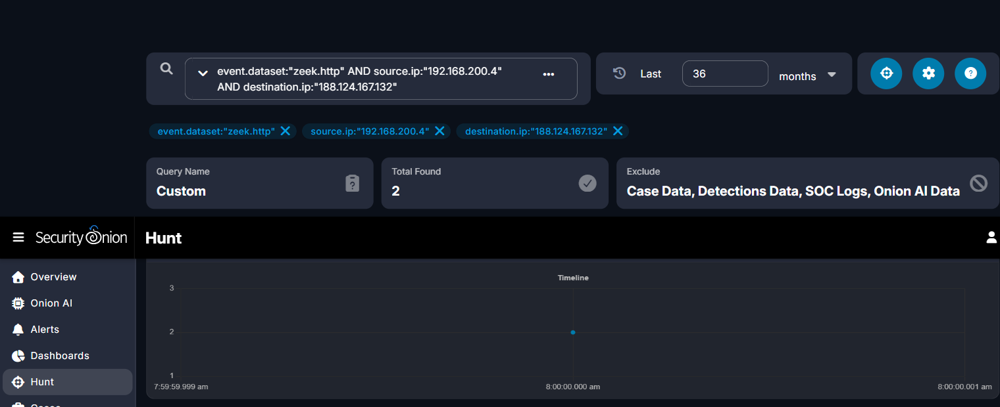 event.dataset:"zeek.http" AND source.ip:"192.168.200.4"
AND destination.ip:"188.124.167.132"
Last
36
months
event.dataset:"zeek.http"
source.ip:"192.168.200.4"
destination.ip:"188.124.167.132"
Query Name
Custom
Total Found
2
Exclude
Case Data, Detections Data, SOC Logs, Onion AI Data
Security Onion
Hunt
Overview
Onion AI
Alerts
Dashboards
Hunt
Timeline
3
2
1
7:59:59.999 am
8:00:00.000 am
8:00:00.001 am